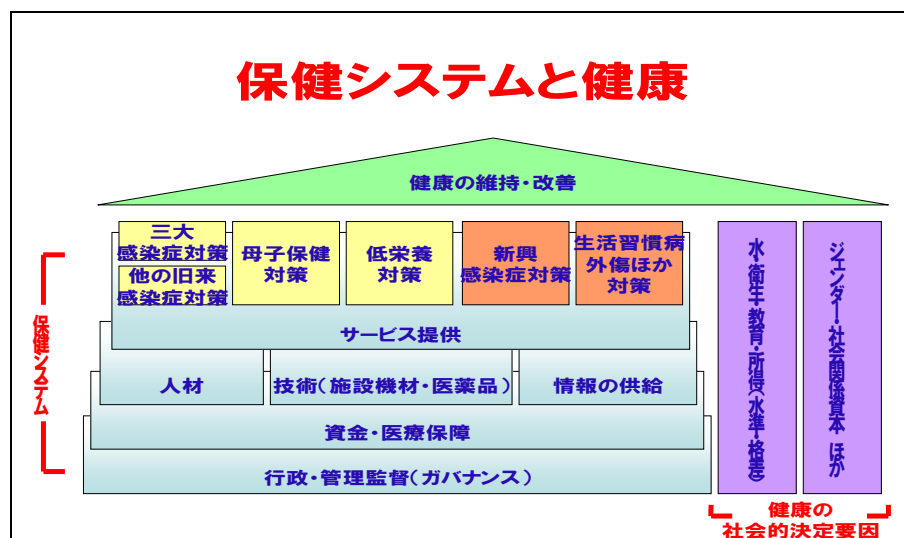 保健システムと健康
健康の維持・改善
三大
感染症対策
他の旧来
感染症対策
母子保健
対策
低栄養
対策
新興
感染症対策
生活習慣病
外傷ほか
対策
サービス提供
人材
技術(施設機材・医薬品)
情報の供給
資金・医療保障
行政・管理監督(ガバナンス)
保健システム
水・衛生・教育・所得(水準・格差)
ジェンダー・社会関係資本 ほか
健康の
社会的決定要因